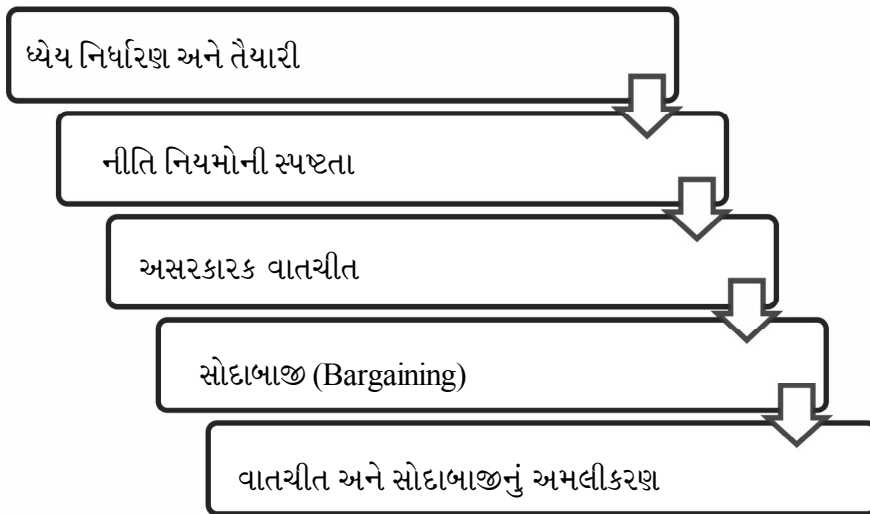 ધ્યેય નિર્ધારણ અને તૈયારી
નીતિ નિયમોની સ્પષ્ટતા
અસરકારક વાતચીત
સોદાબાજી (Bargaining)
વાતચીત અને સોદાબાજીનું અમલીકરણ